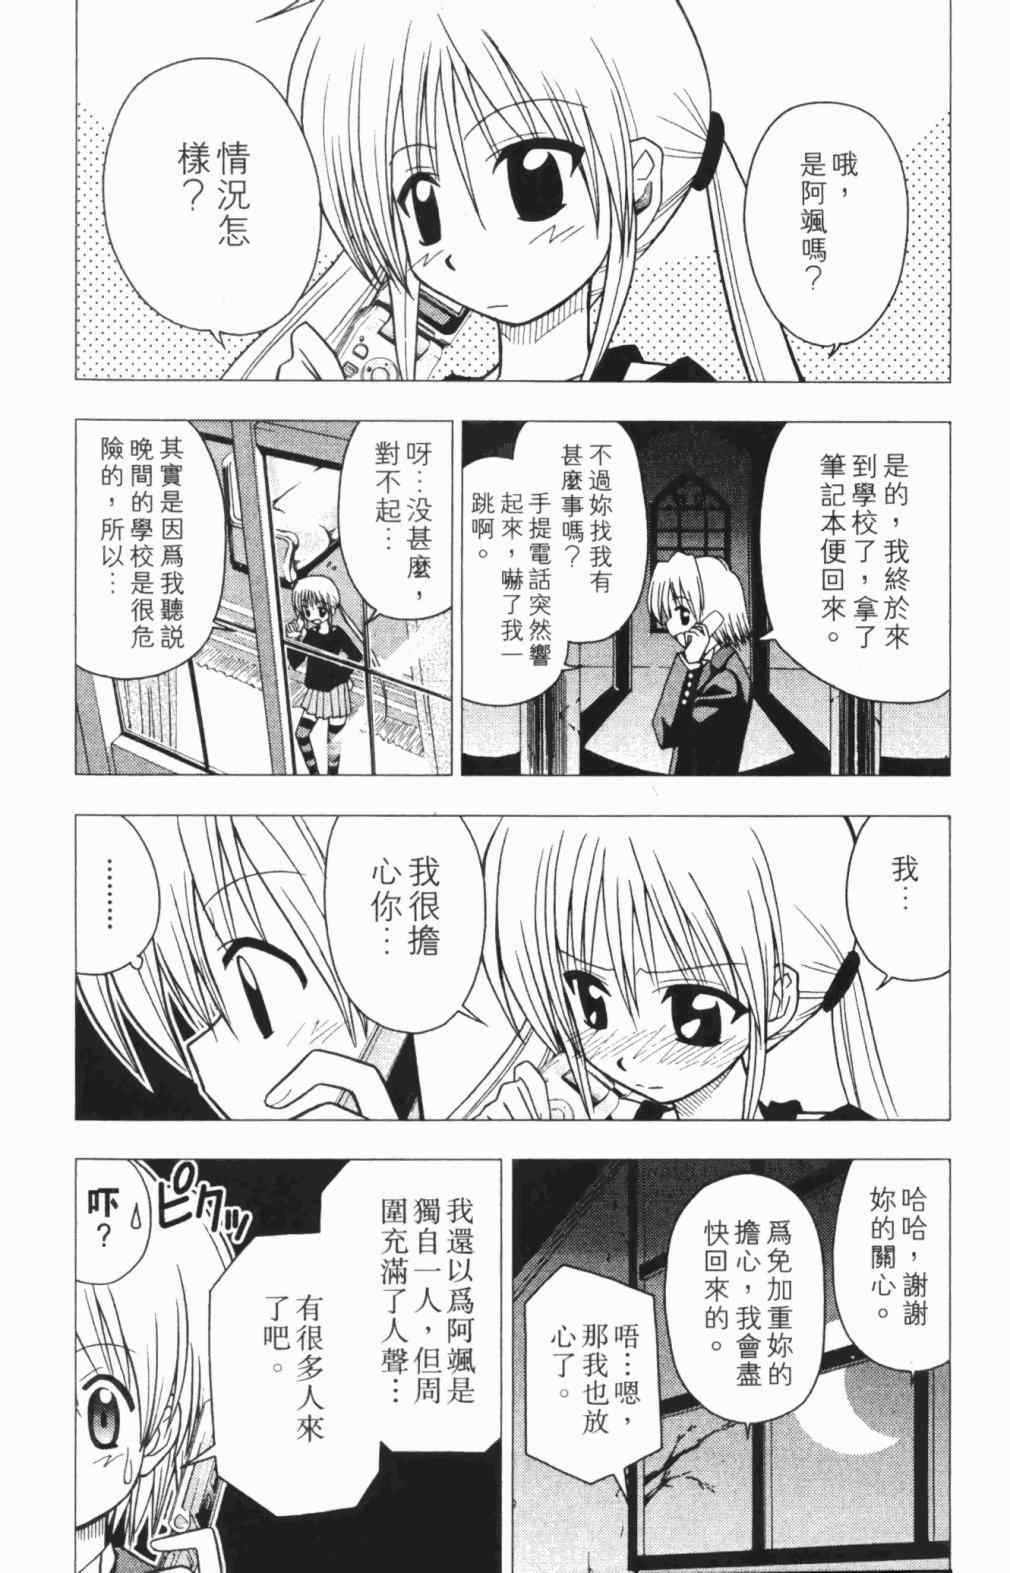 哦，
是阿颯嗎？
情況怎
樣？
是的，我終於來
到學校了，拿了
筆記本便回來。
不過妳找我有
甚麼事嗎？
手提電話突然響
起來，嚇了我一
跳啊。
呀…没甚麼，
對不起…
其實是因爲我聽説
晚間的學校是很危
險的，所以…
我…
我很擔
心你…
………
哈哈，謝謝
妳的關心。
爲免加重妳的
擔心，我會盡
快回來的。
唔…嗯，
那我也放
心了。
我還以爲阿颯是
獨自一人，但周
圍充滿了人聲…
有很多人來
了吧。
ピタッ
吓？